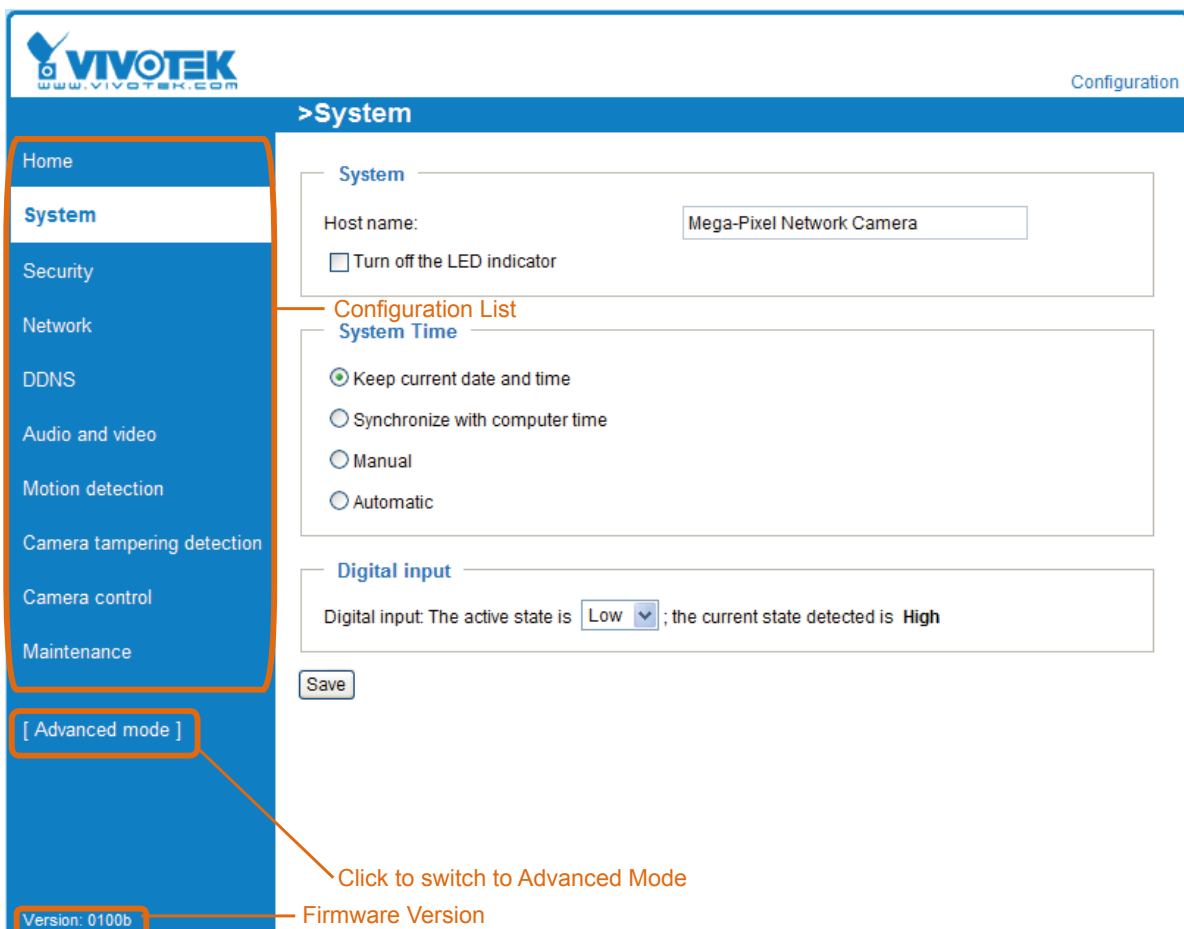 VIVOTEK
www.vivotek.com
Configuration
>System
Home
System
Security
Network
DDNS
Audio and video
Motion detection
Camera tampering detection
Camera control
Maintenance
[ Advanced mode ]
Version: 0100b
System
Host name: Mega-Pixel Network Camera
Turn off the LED indicator
Configuration List
System Time
Keep current date and time
Synchronize with computer time
Manual
Automatic
Digital input
Digital input: The active state is Low ; the current state detected is High
Save
Click to switch to Advanced Mode
Firmware Version